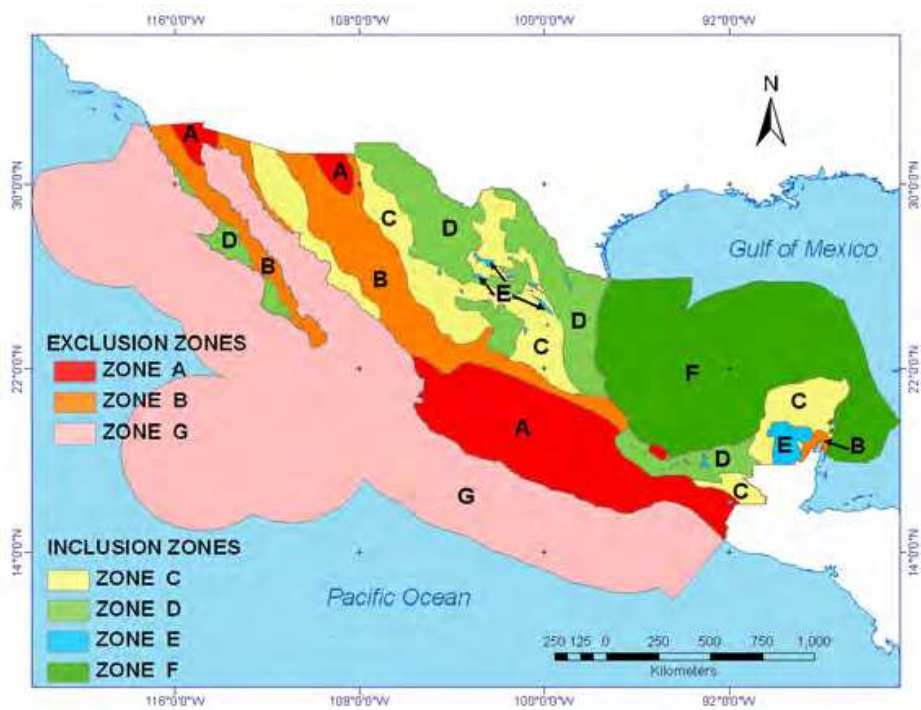 116°0'0"W 108°0'0"W 100°0'0"W 92°0'0"W
N
A
A
30°0'0"N 30°0'0"N
C
D
D
Gulf of Mexico
B
B
E
D
C
EXCLUSION ZONES
ZONE A
ZONE B
ZONE G
22°0'0"N 22°0'0"N
F
C
A
E
B
D
C
G
INCLUSION ZONES
ZONE C
ZONE D
ZONE E
ZONE F
14°0'0"N 14°0'0"N
Pacific Ocean
250 125 0 250 500 750 1,000
Kilometers
116°0'0"W 108°0'0"W 100°0'0"W 92°0'0"W